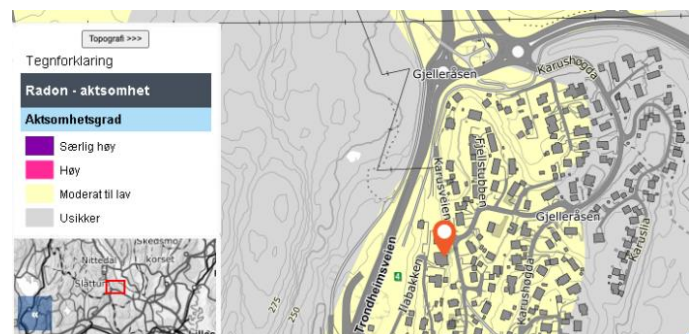 Topografi >>>
Tegnforklaring
Radon - aktsomhet
Aktsomhetsgrad
Særlig høy
Høy
Moderat til lav
Usikker
Skedsmo
korset
Nittedal
Slattum
«
Gjelleråsen
Karushøgda
Karusveien
Fjellstubben
Gjelleråsen
Karuslia
Karushøgda
Liabakken
Trondheimsveien
4
275
250